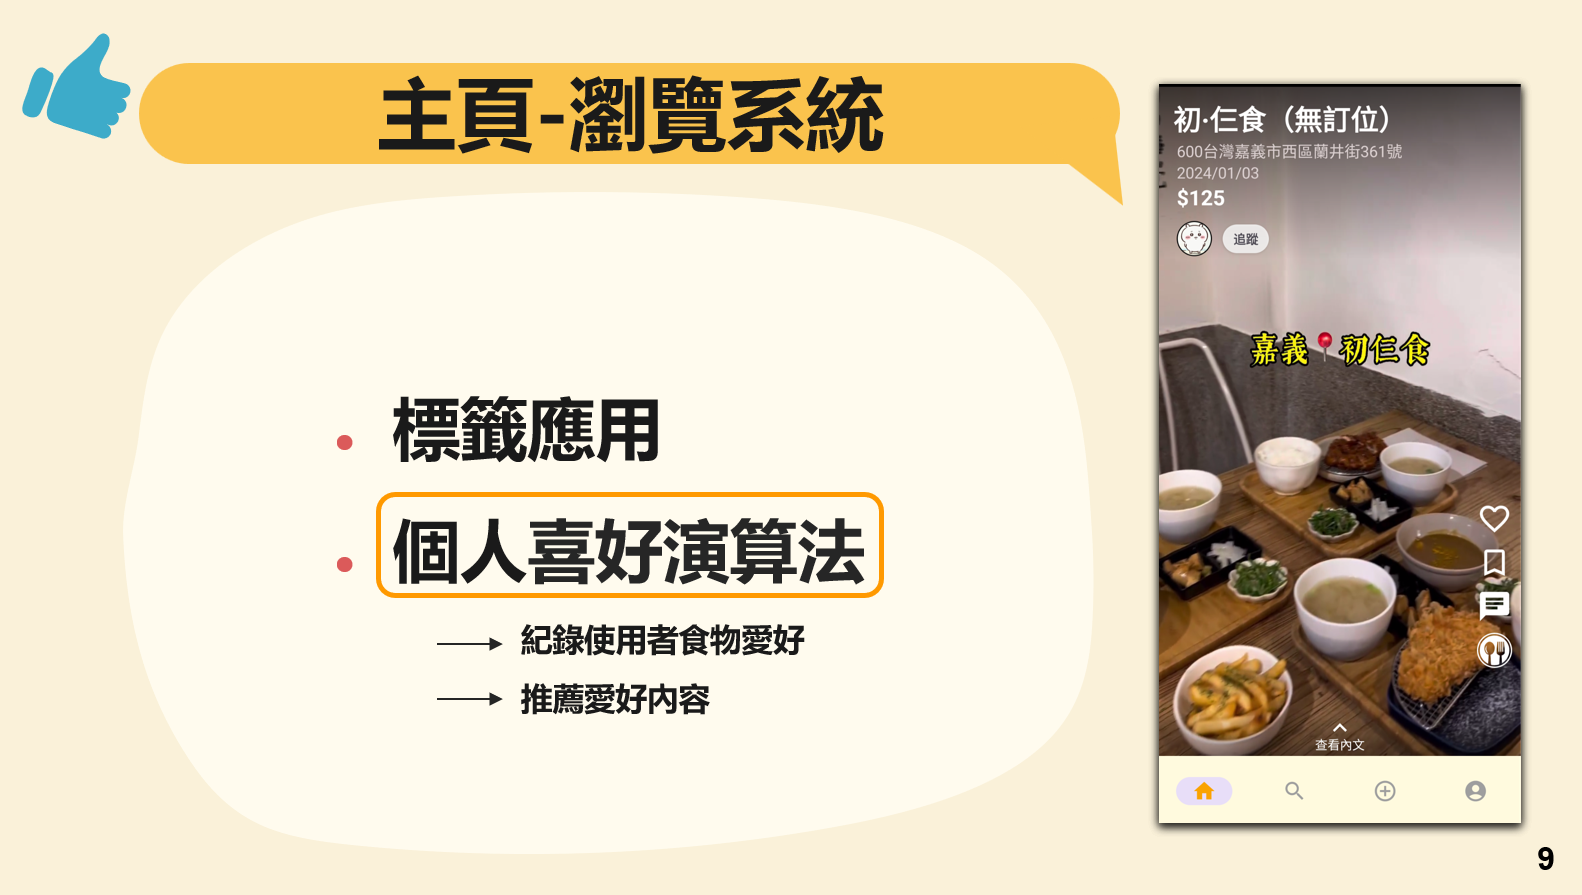 主頁-瀏覽系統
標籤應用
個人喜好演算法
紀錄使用者食物愛好
推薦愛好內容
初·仨食（無訂位）
600台灣嘉義市西區蘭井街361號
2024/01/03
$125
追蹤
嘉義📍初仨食
查看內文
9